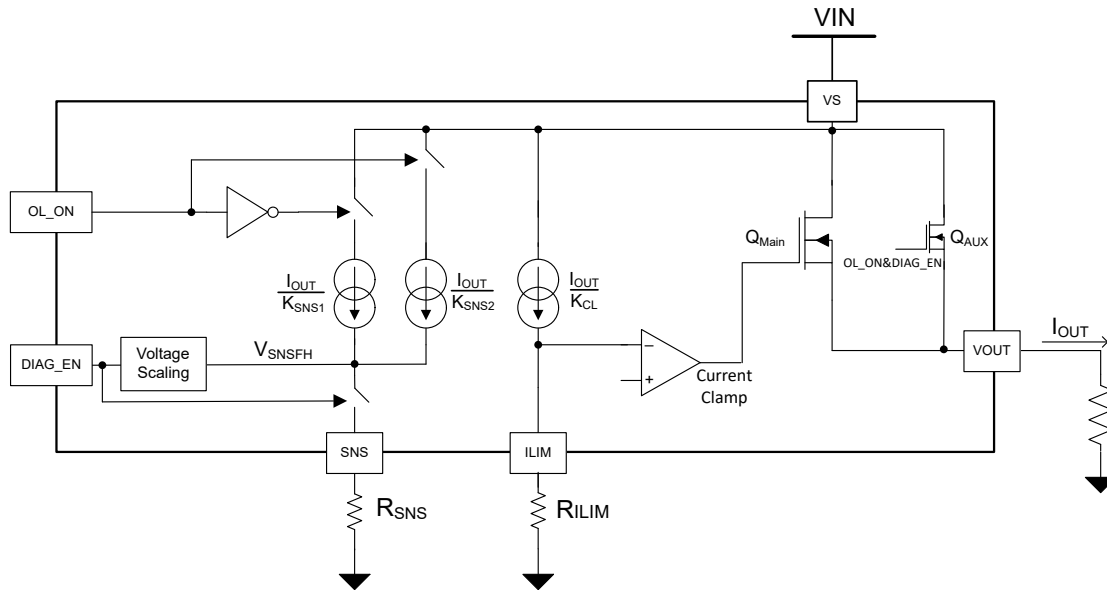 VIN
VS
OL_ON
Q_Main
Q_AUX
OL_ON&DIAG_EN
I_OUT
K_SNS1
I_OUT
K_SNS2
I_OUT
K_CL
I_OUT
DIAG_EN
Voltage
Scaling
V_SNSFH
−
+
Current
Clamp
VOUT
SNS
ILIM
R_SNS
R_ILIM